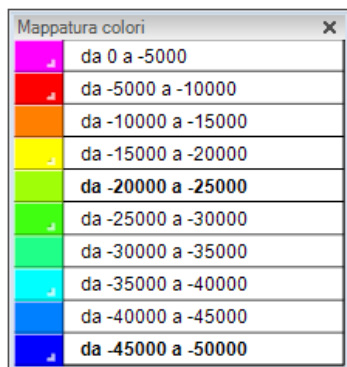 Mappatura colori
da 0 a -5000
da -5000 a -10000
da -10000 a -15000
da -15000 a -20000
da -20000 a -25000
da -25000 a -30000
da -30000 a -35000
da -35000 a -40000
da -40000 a -45000
da -45000 a -50000